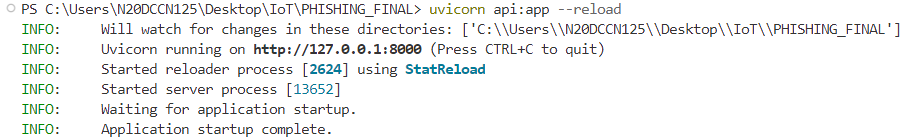 PS C:\Users\N20DCCN125\Desktop\IoT\PHISHING_FINAL> uvicorn api:app --reload
INFO:     Will watch for changes in these directories: ['C:\\Users\\N20DCCN125\\Desktop\\IoT\\PHISHING_FINAL']
INFO:     Uvicorn running on http://127.0.0.1:8000 (Press CTRL+C to quit)
INFO:     Started reloader process [2624] using StatReload
INFO:     Started server process [13652]
INFO:     Waiting for application startup.
INFO:     Application startup complete.